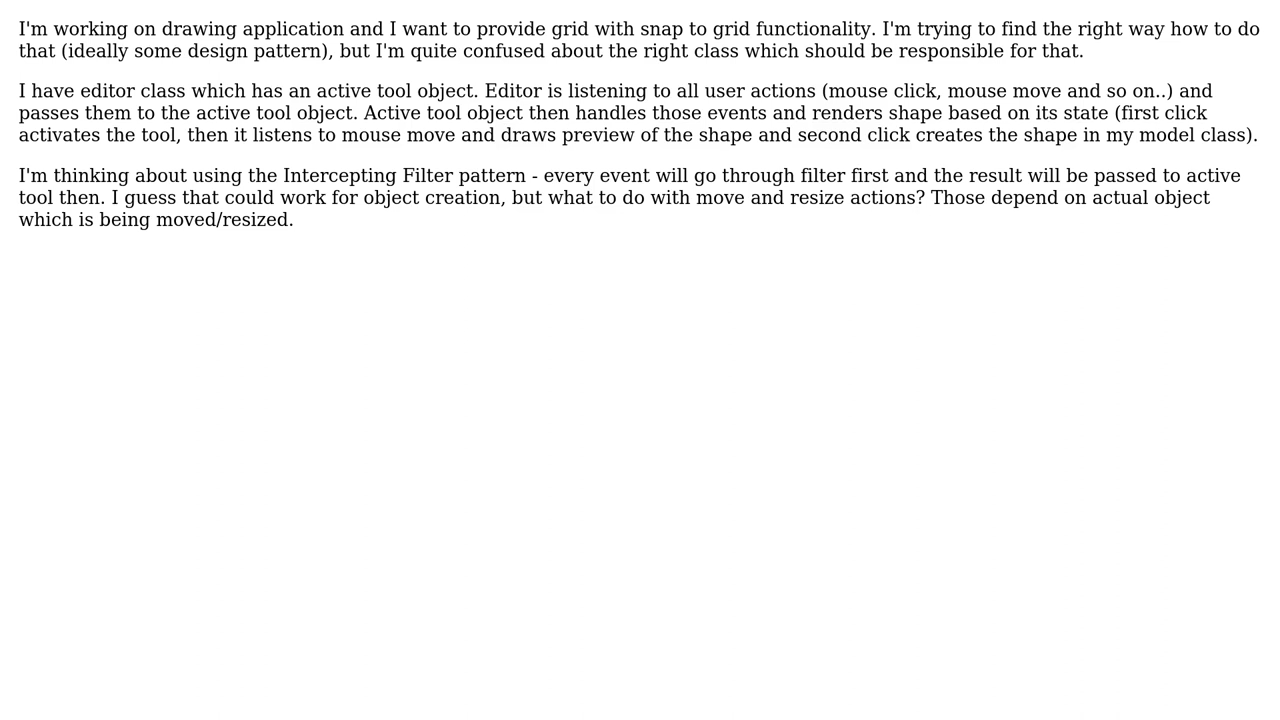 I'm working on drawing application and I want to provide grid with snap to grid functionality. I'm trying to find the right way how to do
that (ideally some design pattern), but I'm quite confused about the right class which should be responsible for that.
I have editor class which has an active tool object. Editor is listening to all user actions (mouse click, mouse move and so on..) and
passes them to the active tool object. Active tool object then handles those events and renders shape based on its state (first click
activates the tool, then it listens to mouse move and draws preview of the shape and second click creates the shape in my model class).
I'm thinking about using the Intercepting Filter pattern - every event will go through filter first and the result will be passed to active
tool then. I guess that could work for object creation, but what to do with move and resize actions? Those depend on actual object
which is being moved/resized.